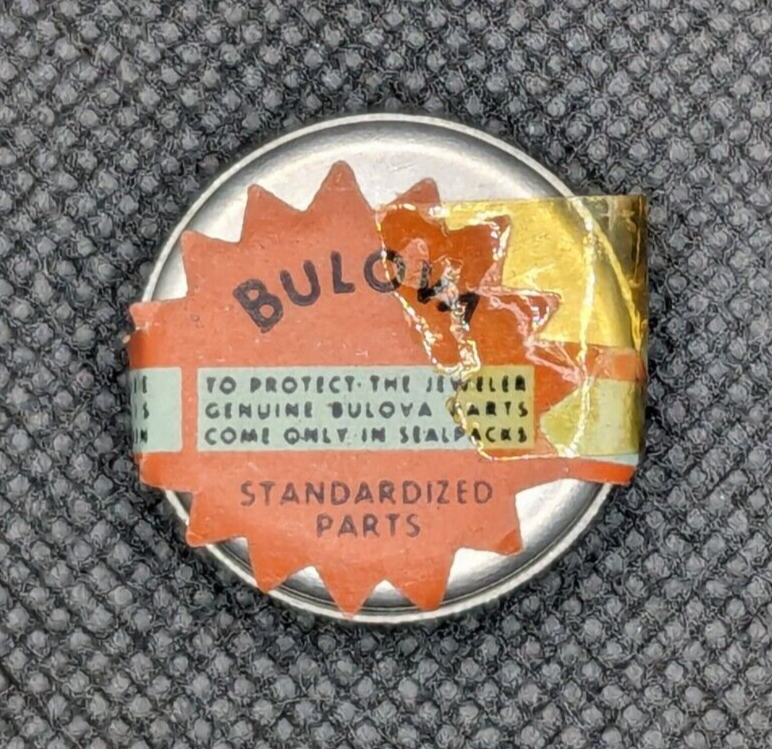 BULOVA
TO PROTECT·THE JEWELER
GENUINE BULOVA PARTS
COME ONLY IN SEALPACKS
STANDARDIZED
PARTS